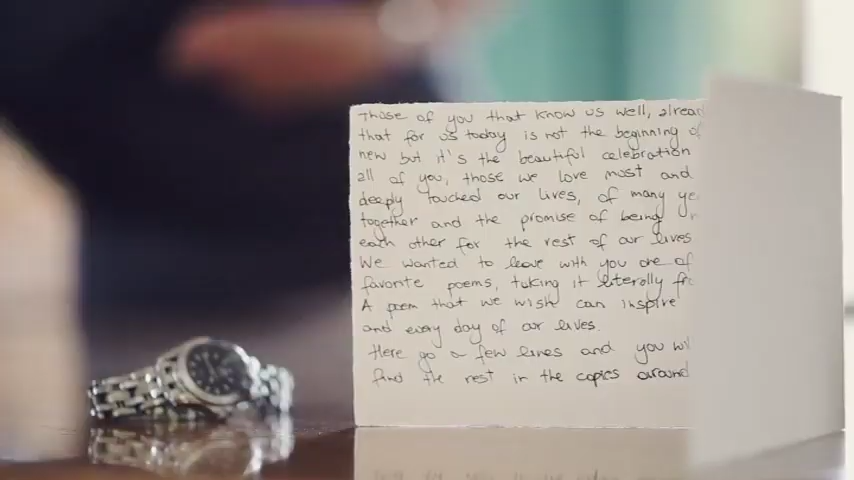 Those of you that know us well, alread
that for us today is not the beginning of
new but it's the beautiful celebration
all of you, those we love most and
deeply touched our lives, of many ye
together and the promise of being
each other for the rest of our lives
We wanted to leave with you one of
favorite poems, taking it literally fr
A poem that we wish can inspire
and every day of our lives.
Here go a few lines and you wil
find the rest in the copies around